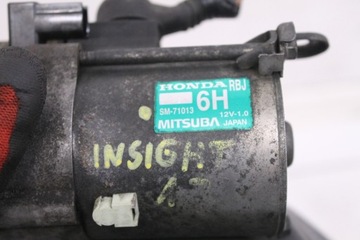 HONDA RBJ
6H
SM-71013 12V-1.0
MITSUBA JAPAN
INSIGHT